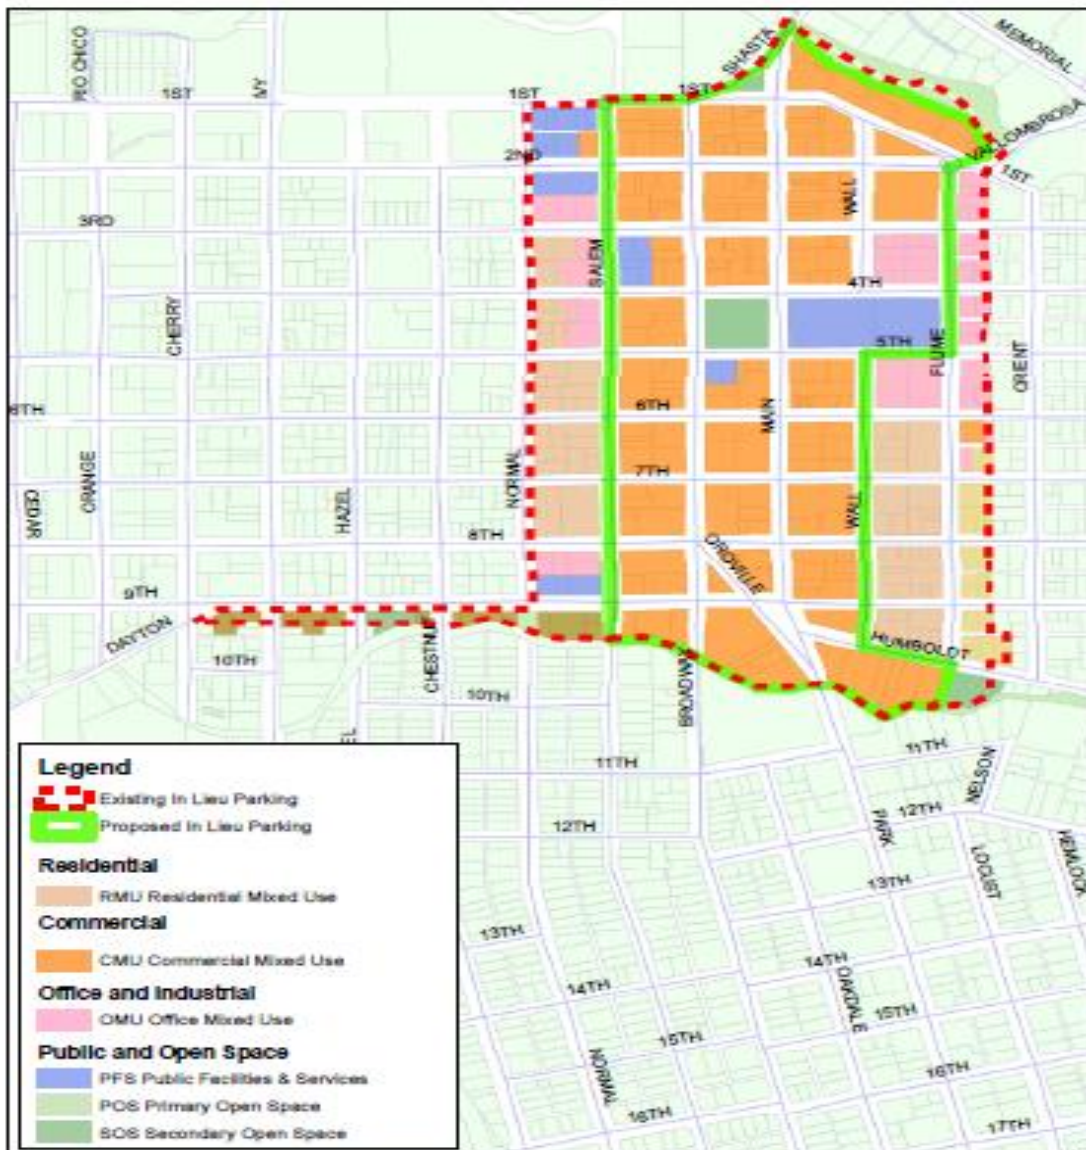 RIO CHICO
1ST
IVY
1ST
2ND
SHASTA
1ST
MEMORIAL
VALLOMBROSA
1ST
WALL
3RD
SALEM
4TH
CHERRY
5TH
FLUME
ORIENT
6TH
6TH
MAIN
7TH
ORANGE
CEDAR
HAZEL
NORMAL
8TH
WALL
OROVILLE
9TH
DAYTON
HUMBOLDT
10TH
CHESTNUT
10TH
BROADWAY
11TH
11TH
NELSON
12TH
12TH
PARK
LOCUST
HEMLOCK
13TH
13TH
14TH
14TH
OAKDALE
15TH
15TH
NORMAL
16TH
16TH
17TH
Legend
Existing In Lieu Parking
Proposed In Lieu Parking
Residential
RMU Residential Mixed Use
Commercial
CMU Commercial Mixed Use
Office and Industrial
OMU Office Mixed Use
Public and Open Space
PFS Public Facilities & Services
POS Primary Open Space
SOS Secondary Open Space